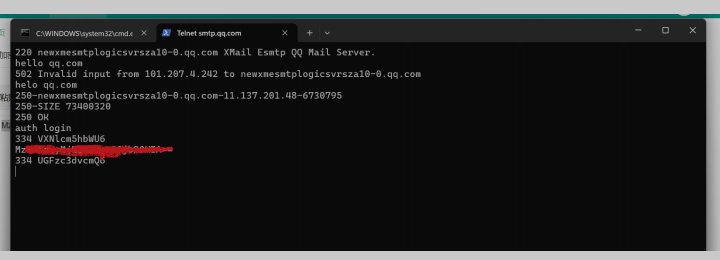 C:\WINDOWS\system32\cmd.e
Telnet smtp.qq.com
220 newxmesmtplogicsvrsza10-0.qq.com XMail Esmtp QQ Mail Server.
hello qq.com
502 Invalid input from 101.207.4.242 to newxmesmtplogicsvrsza10-0.qq.com
helo qq.com
250-newxmesmtplogicsvrsza10-0.qq.com-11.137.201.48-6730795
250-SIZE 73400320
250 OK
auth login
334 VXNlcm5hbWU6
334 UGFzc3dvcmQ6